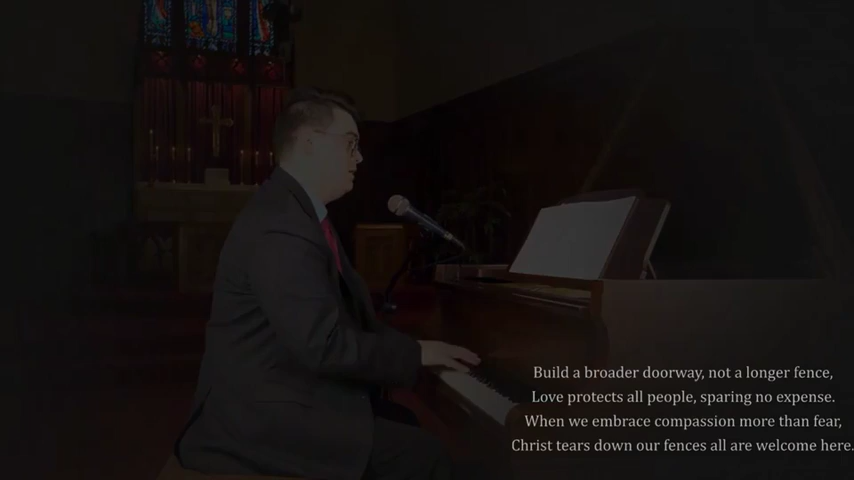 Build a broader doorway, not a longer fence,
Love protects all people, sparing no expense.
When we embrace compassion more than fear,
Christ tears down our fences all are welcome here.